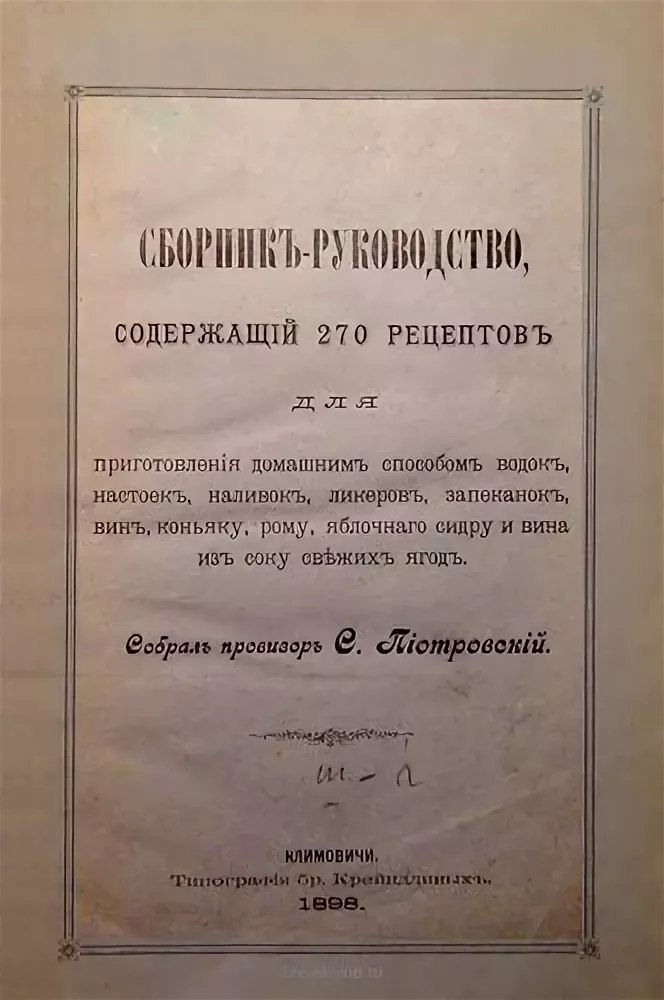 СБОРНИКЪ-РУКОВОДСТВО,
СОДЕРЖАЩІЙ 270 РЕЦЕПТОВЪ
ДЛЯ
приготовленія домашнимъ способомъ водокъ,
настоекъ, наливокъ, ликеровъ, запеканокъ,
винъ, коньяку, рому, яблочнаго сидру и вина
изъ соку свѣжихъ ягодъ.
Собралъ провизоръ С. Піотровскій.
КЛИМОВИЧИ.
Типографія бр. Крейндлиныхъ.
1898.